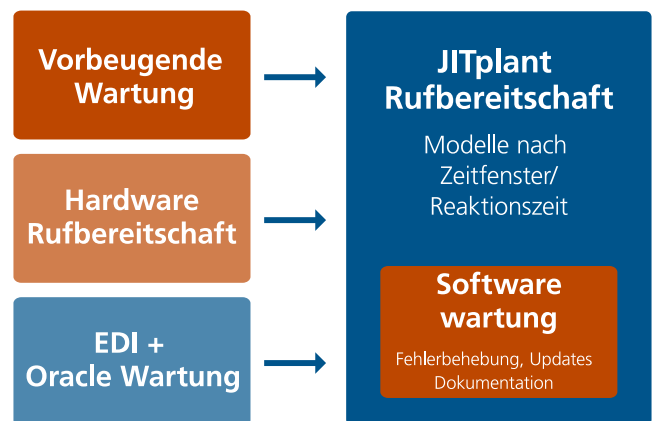 Vorbeugende
Wartung
Hardware
Rufbereitschaft
EDI +
Oracle Wartung
JITplant
Rufbereitschaft
Modelle nach
Zeitfenster/
Reaktionszeit
Software
wartung
Fehlerbehebung, Updates
Dokumentation